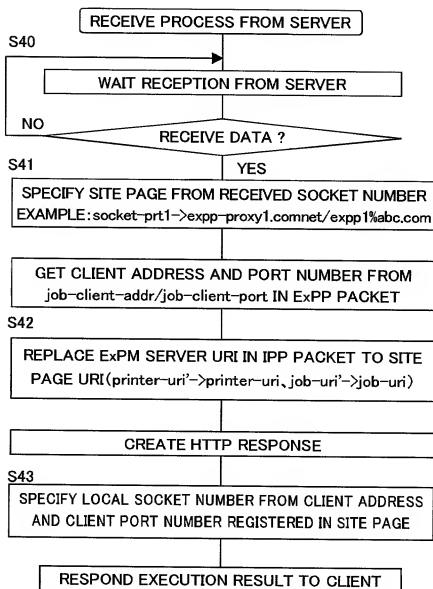 RECEIVE PROCESS FROM SERVER
S40
WAIT RECEPTION FROM SERVER
NO
RECEIVE DATA ?
S41
YES
SPECIFY SITE PAGE FROM RECEIVED SOCKET NUMBER
EXAMPLE:socket-prt1->expp-proxy1.comnet/expp1%abc.com
GET CLIENT ADDRESS AND PORT NUMBER FROM
job-client-addr/job-client-port IN ExPP PACKET
S42
REPLACE ExPM SERVER URI IN IPP PACKET TO SITE
PAGE URI(printer-uri'->printer-uri、job-uri'->job-uri)
CREATE HTTP RESPONSE
S43
SPECIFY LOCAL SOCKET NUMBER FROM CLIENT ADDRESS
AND CLIENT PORT NUMBER REGISTERED IN SITE PAGE
RESPOND EXECUTION RESULT TO CLIENT